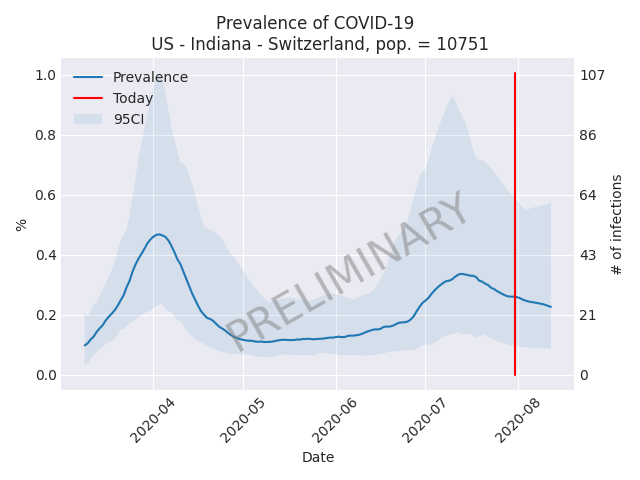 Prevalence of COVID-19
US - Indiana - Switzerland, pop. = 10751
Prevalence
Today
95CI
1.0
0.8
0.6
0.4
0.2
0.0
%
107
86
64
43
21
0
# of infections
PRELIMINARY
2020-04
2020-05
2020-06
2020-07
2020-08
Date